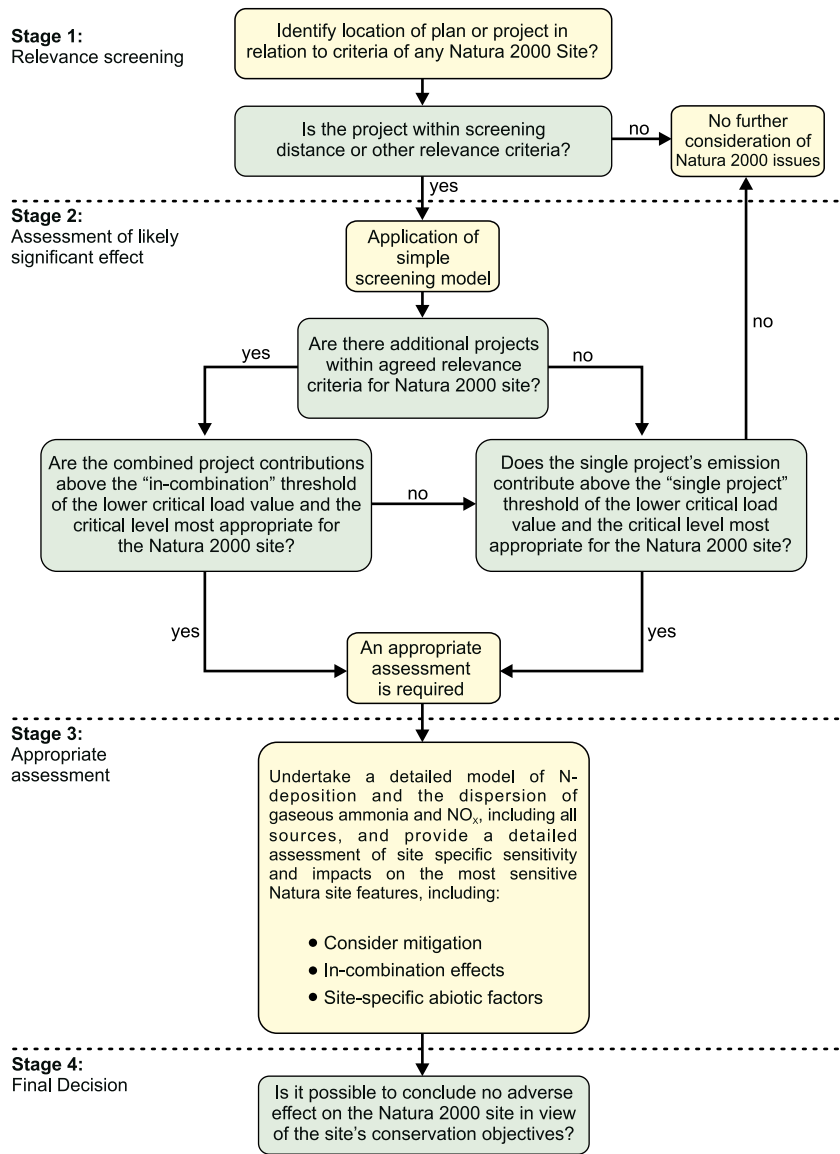 Stage 1:
Relevance screening
Identify location of plan or project in
relation to criteria of any Natura 2000 Site?
Is the project within screening
distance or other relevance criteria?
no
No further
consideration of
Natura 2000 issues
yes
Stage 2:
Assessment of likely
significant effect
Application of
simple
screening model
no
Are there additional projects
within agreed relevance
criteria for Natura 2000 site?
yes
no
Are the combined project contributions
above the “in-combination” threshold
of the lower critical load value and the
critical level most appropriate for
the Natura 2000 site?
no
Does the single project’s emission
contribute above the “single project”
threshold of the lower critical load
value and the critical level most
appropriate for the Natura 2000 site?
yes
yes
An appropriate
assessment
is required
Stage 3:
Appropriate
assessment
Undertake a detailed model of N-
deposition and the dispersion of
gaseous ammonia and NOₓ, including all
sources, and provide a detailed
assessment of site specific sensitivity
and impacts on the most sensitive
Natura site features, including:
● Consider mitigation
● In-combination effects
● Site-specific abiotic factors
Stage 4:
Final Decision
Is it possible to conclude no adverse
effect on the Natura 2000 site in view
of the site’s conservation objectives?